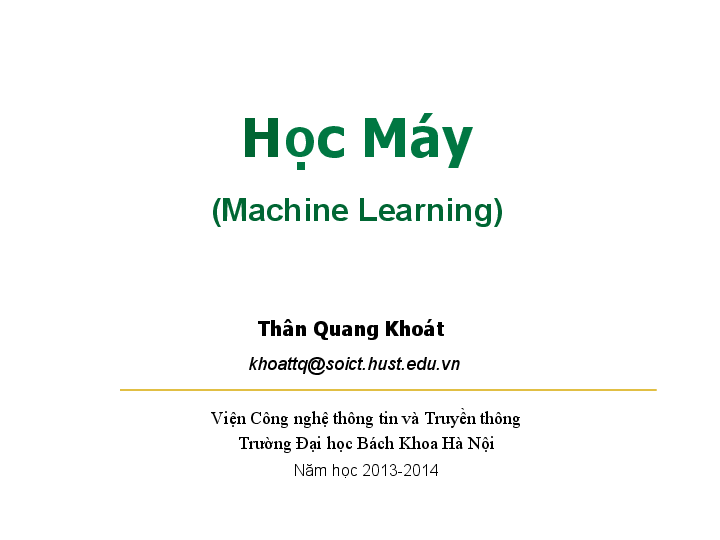 Học Máy
(Machine Learning)
Thân Quang Khoát
khoattq@soict.hust.edu.vn
Viện Công nghệ thông tin và Truyền thông
Trường Đại học Bách Khoa Hà Nội
Năm học 2013-2014